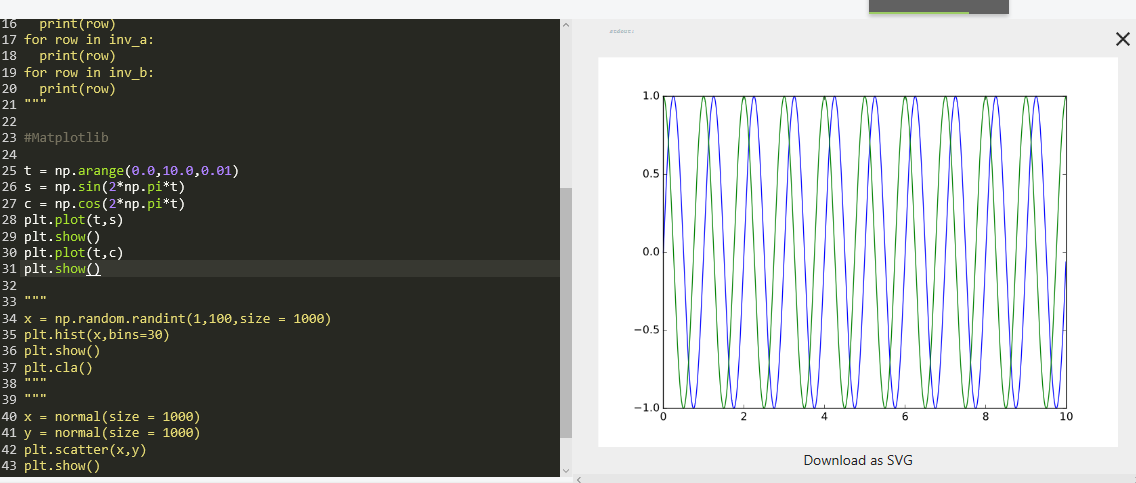 16   print(row)
17 for row in inv_a:
18   print(row)
19 for row in inv_b:
20   print(row)
21 """
22
23 #Matplotlib
24
25 t = np.arange(0.0,10.0,0.01)
26 s = np.sin(2*np.pi*t)
27 c = np.cos(2*np.pi*t)
28 plt.plot(t,s)
29 plt.show()
30 plt.plot(t,c)
31 plt.show()
32
33 """
34 x = np.random.randint(1,100,size = 1000)
35 plt.hist(x,bins=30)
36 plt.show()
37 plt.cla()
38 """
39 """
40 x = normal(size = 1000)
41 y = normal(size = 1000)
42 plt.scatter(x,y)
43 plt.show()
1.0
0.5
0.0
−0.5
−1.0
0 2 4 6 8 10
Download as SVG